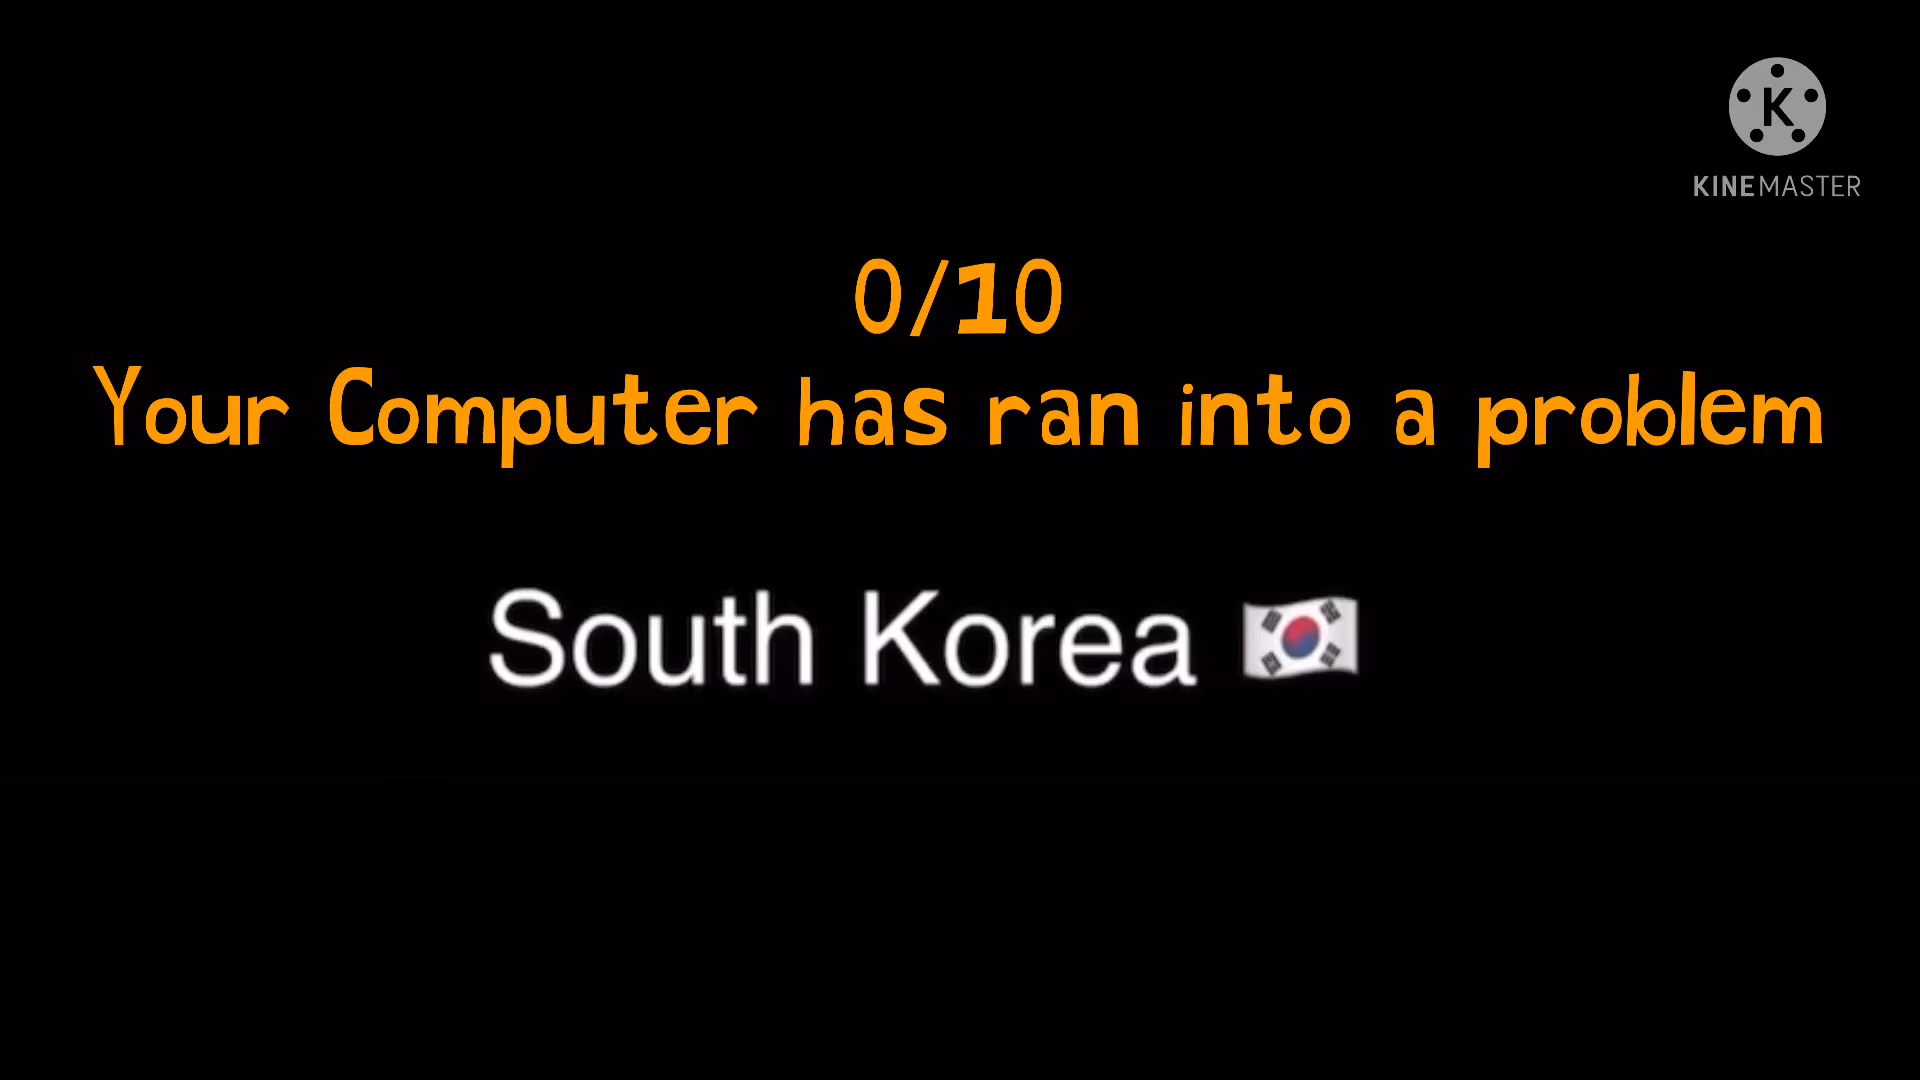 KINEMASTER
0/10
Your Computer has ran into a problem
South Korea 🇰🇷